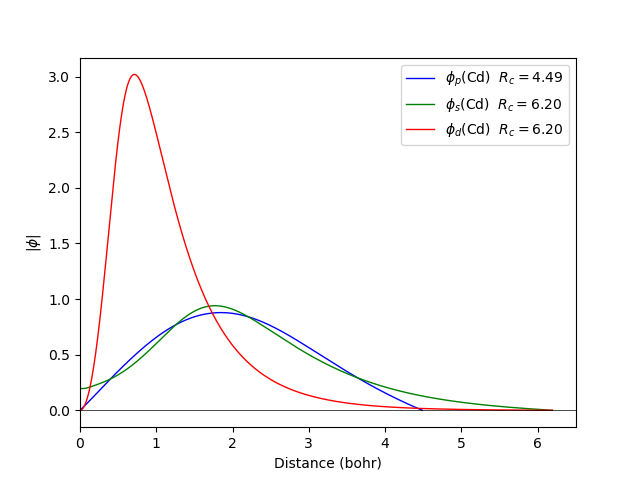 ϕp(Cd) Rc = 4.49
ϕs(Cd) Rc = 6.20
ϕd(Cd) Rc = 6.20
|ϕ|
3.0
2.5
2.0
1.5
1.0
0.5
0.0
0 1 2 3 4 5 6
Distance (bohr)